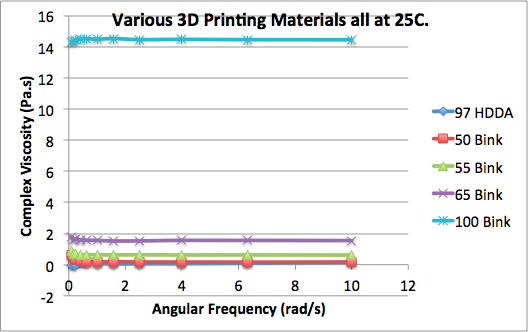 Various 3D Printing Materials all at 25C.
Complex Viscosity (Pa.s)
16
14
12
10
8
6
4
2
0
-2
0
2
4
6
8
10
12
Angular Frequency (rad/s)
97 HDDA
50 Bink
55 Bink
65 Bink
100 Bink